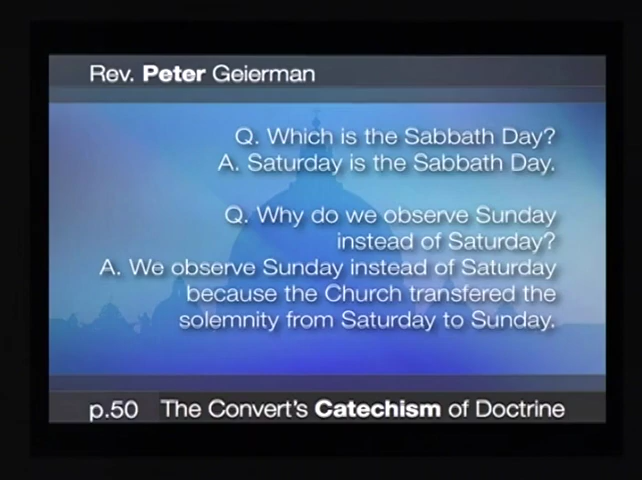 Rev. Peter Geierman
Q. Which is the Sabbath Day?
A. Saturday is the Sabbath Day.
Q. Why do we observe Sunday
instead of Saturday?
A. We observe Sunday instead of Saturday
because the Church transfered the
solemnity from Saturday to Sunday.
p.50 The Convert's Catechism of Doctrine